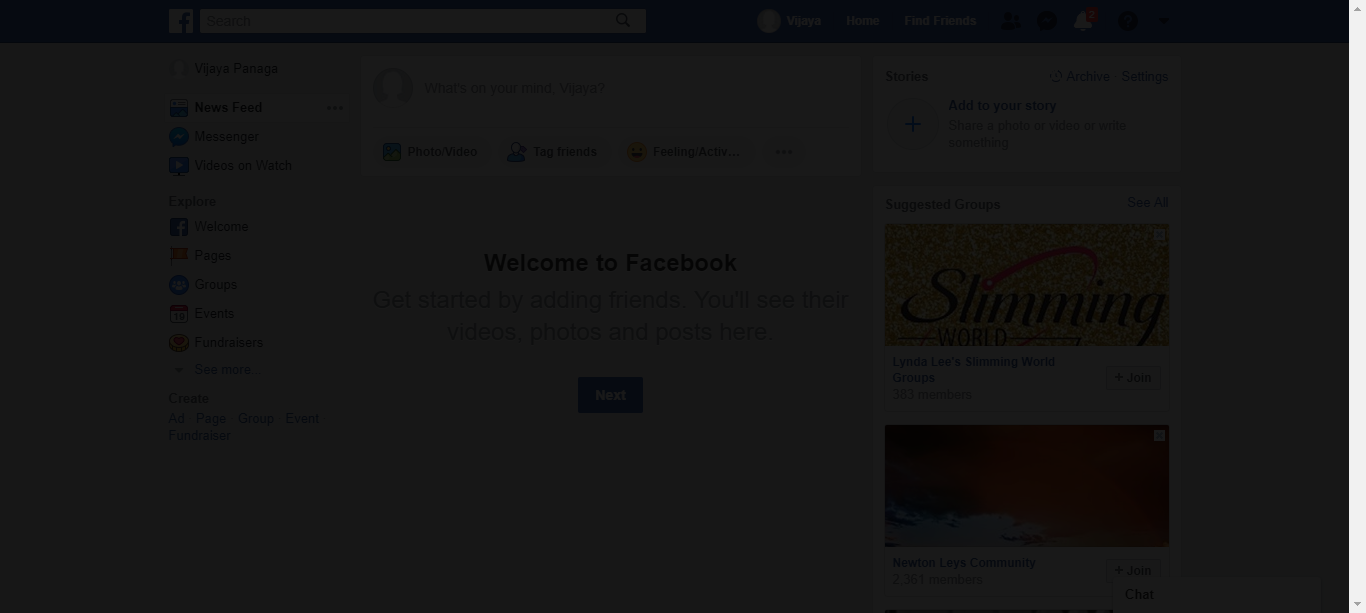 Search
Vijaya
Home
Find Friends
2
Vijaya Panaga
News Feed
Messenger
Videos on Watch
Explore
Welcome
Pages
Groups
Events
Fundraisers
See more...
Create
Ad Page Group Event
Fundraiser
What's on your mind, Vijaya?
Photo/Video
Tag friends
Feeling/Activ...
Welcome to Facebook
Get started by adding friends. You'll see their
videos, photos and posts here.
Next
Stories
Archive
Settings
Add to your story
Share a photo or video or write
something
Suggested Groups
See All
Slimming
WORLD
Lynda Lee's Slimming World
Groups
383 members
+ Join
Newton Leys Community
2,361 members
+ Join
Chat